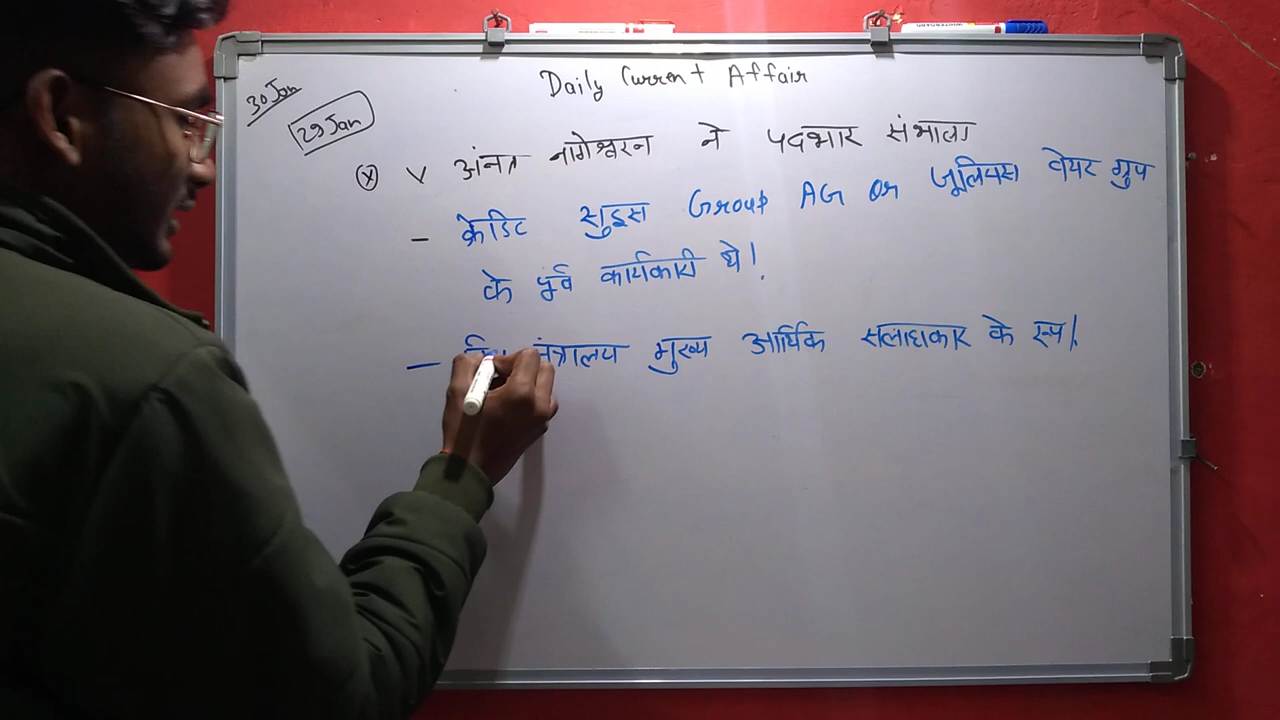 Daily Current Affair
30 Jan
29 Jan
V अंनत नागेश्वरन ने पदभार संभाला
- क्रेडिट सुइस Group AG or जूलियस वेयर ग्रुप
के पूर्व कार्यकारी थे।
- मंत्रालय मुख्य आर्थिक सलाहाकार के रूप।